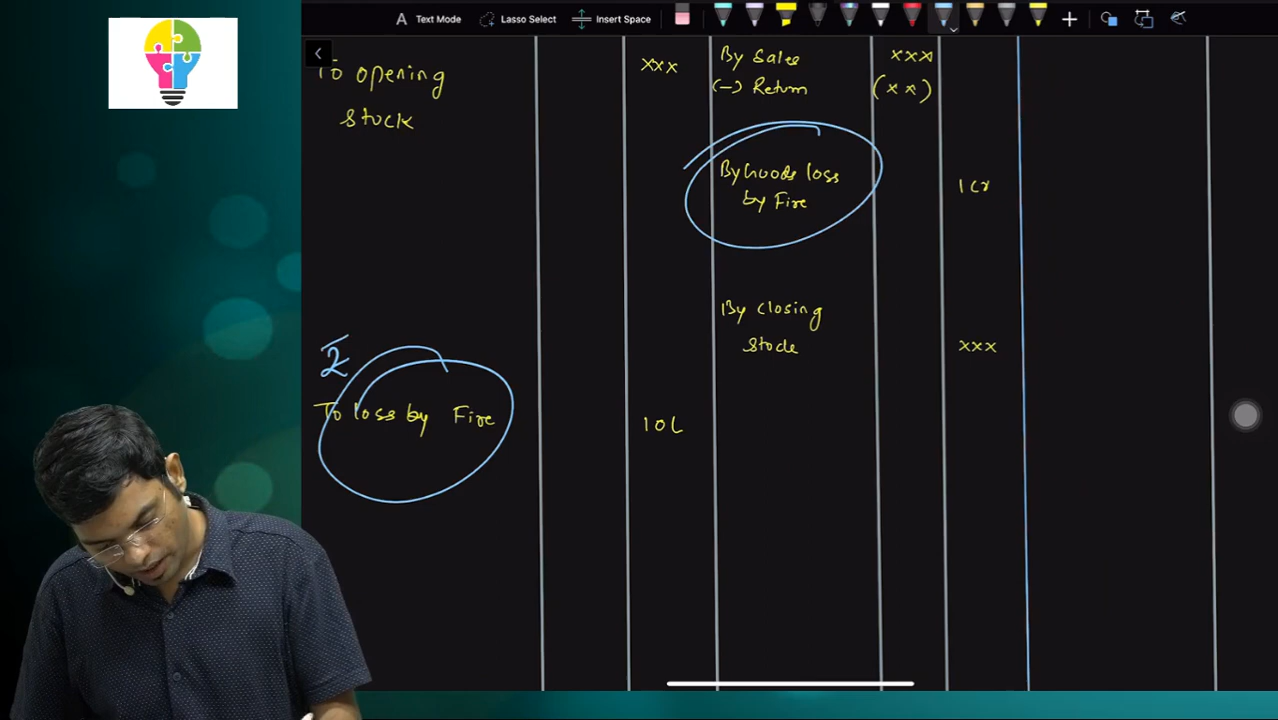 Text Mode
Lasso Select
Insert Space
To opening
stock
xxx
By Sales
xxx
(-) Return
(xx)
By Goods loss
by Fire
1Cr
By closing
stock
xxx
2
To loss by Fire
10L